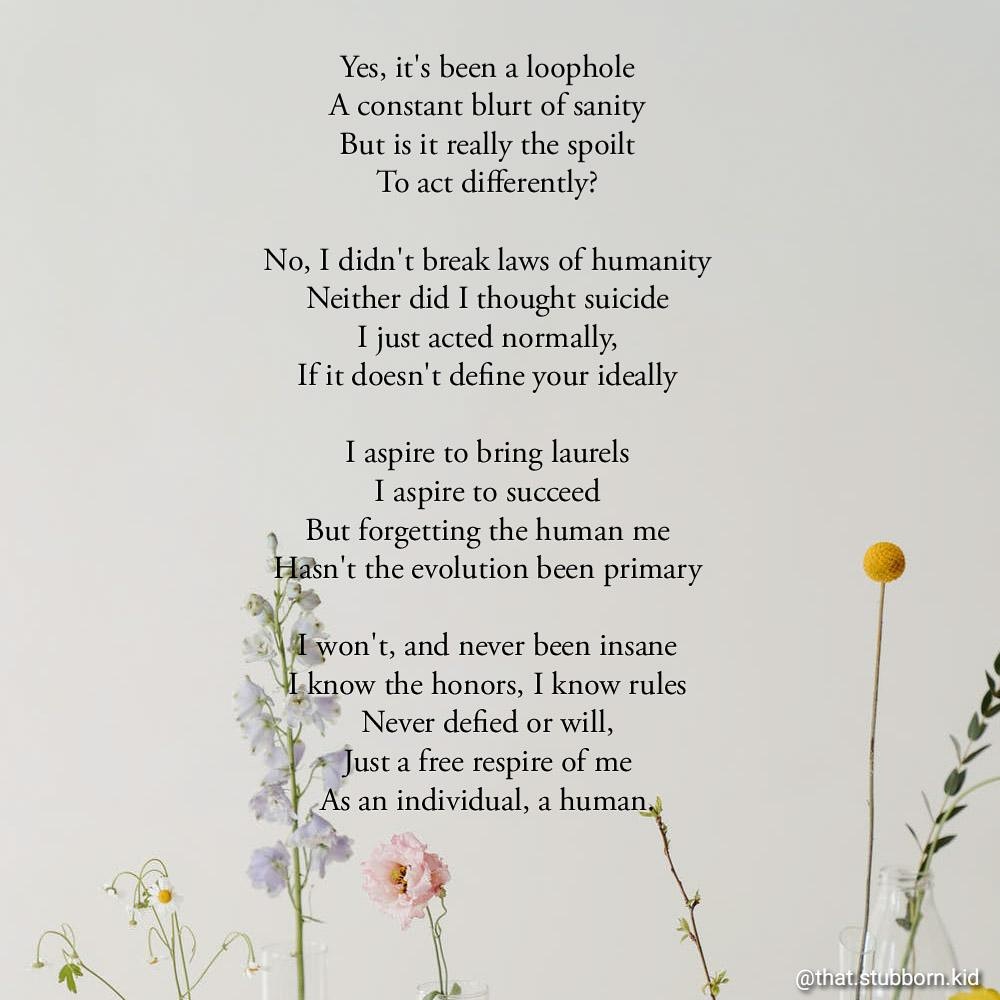 Yes, it's been a loophole
A constant blurt of sanity
But is it really the spoilt
To act differently?
No, I didn't break laws of humanity
Neither did I thought suicide
I just acted normally,
If it doesn't define your ideally
I aspire to bring laurels
I aspire to succeed
But forgetting the human me
Hasn't the evolution been primary
I won't, and never been insane
I know the honors, I know rules
Never defied or will,
Just a free respire of me
As an individual, a human.
@that.stubborn.kid